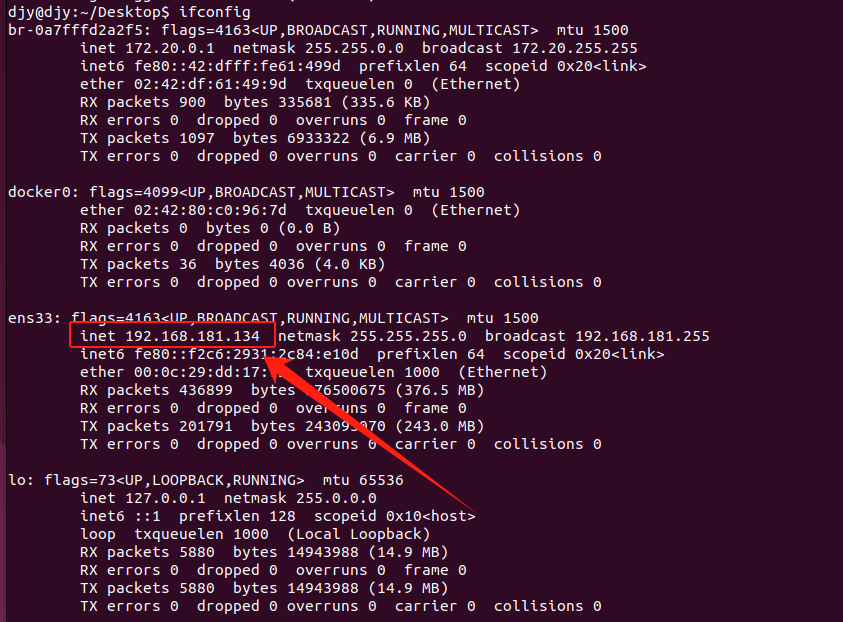 djy@djy:~/Desktop$ ifconfig
br-0a7fffd2a2f5: flags=4163<UP,BROADCAST,RUNNING,MULTICAST>  mtu 1500
        inet 172.20.0.1  netmask 255.255.0.0  broadcast 172.20.255.255
        inet6 fe80::42:dfff:fe61:499d  prefixlen 64  scopeid 0x20<link>
        ether 02:42:df:61:49:9d  txqueuelen 0  (Ethernet)
        RX packets 900  bytes 335681 (335.6 KB)
        RX errors 0  dropped 0  overruns 0  frame 0
        TX packets 1097  bytes 6933322 (6.9 MB)
        TX errors 0  dropped 0 overruns 0  carrier 0  collisions 0

docker0: flags=4099<UP,BROADCAST,MULTICAST>  mtu 1500
        ether 02:42:80:c0:96:7d  txqueuelen 0  (Ethernet)
        RX packets 0  bytes 0 (0.0 B)
        RX errors 0  dropped 0  overruns 0  frame 0
        TX packets 36  bytes 4036 (4.0 KB)
        TX errors 0  dropped 0 overruns 0  carrier 0  collisions 0

ens33: flags=4163<UP,BROADCAST,RUNNING,MULTICAST>  mtu 1500
        inet 192.168.181.134  netmask 255.255.255.0  broadcast 192.168.181.255
        inet6 fe80::f2c6:2931:2c84:e10d  prefixlen 64  scopeid 0x20<link>
        ether 00:0c:29:dd:17:  txqueuelen 1000  (Ethernet)
        RX packets 436899  bytes 376500675 (376.5 MB)
        RX errors 0  dropped 0  overruns 0  frame 0
        TX packets 201791  bytes 243093070 (243.0 MB)
        TX errors 0  dropped 0 overruns 0  carrier 0  collisions 0

lo: flags=73<UP,LOOPBACK,RUNNING>  mtu 65536
        inet 127.0.0.1  netmask 255.0.0.0
        inet6 ::1  prefixlen 128  scopeid 0x10<host>
        loop  txqueuelen 1000  (Local Loopback)
        RX packets 5880  bytes 14943988 (14.9 MB)
        RX errors 0  dropped 0  overruns 0  frame 0
        TX packets 5880  bytes 14943988 (14.9 MB)
        TX errors 0  dropped 0 overruns 0  carrier 0  collisions 0